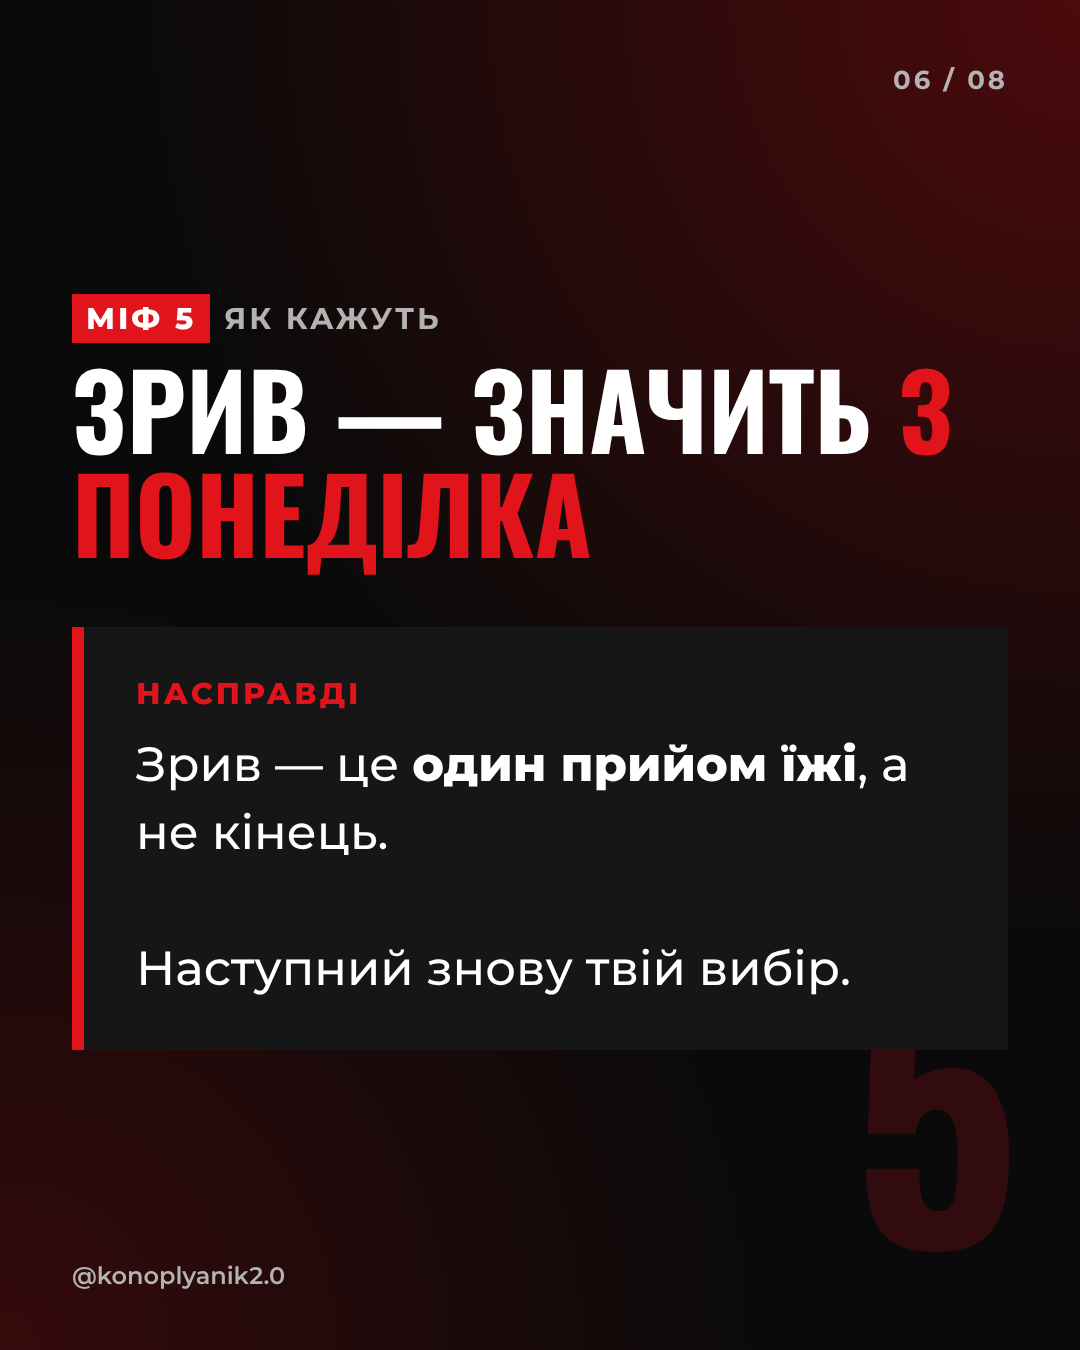 06 / 08
МІФ 5 ЯК КАЖУТЬ
ЗРИВ — ЗНАЧИТЬ З
ПОНЕДІЛКА
НАСПРАВДІ
Зрив — це один прийом їжі, а
не кінець.
Наступний знову твій вибір.
5
@konoplyanik2.0